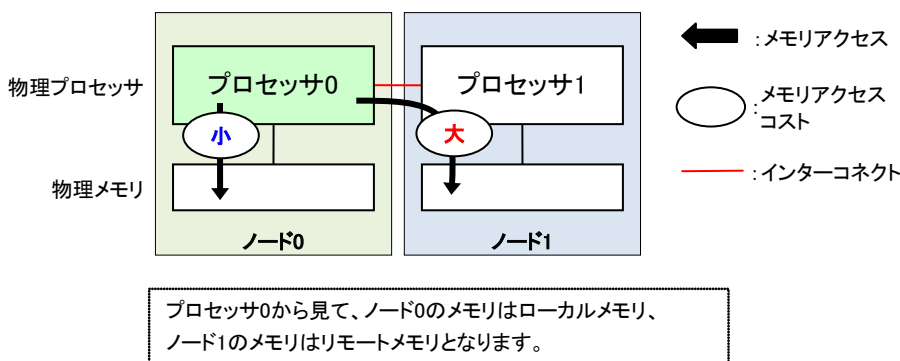 物理プロセッサ
プロセッサ0
プロセッサ1
小
大
物理メモリ
ノード0
ノード1
:メモリアクセス
:メモリアクセス
コスト
:インターコネクト
プロセッサ0から見て、ノード0のメモリはローカルメモリ、
ノード1のメモリはリモートメモリとなります。